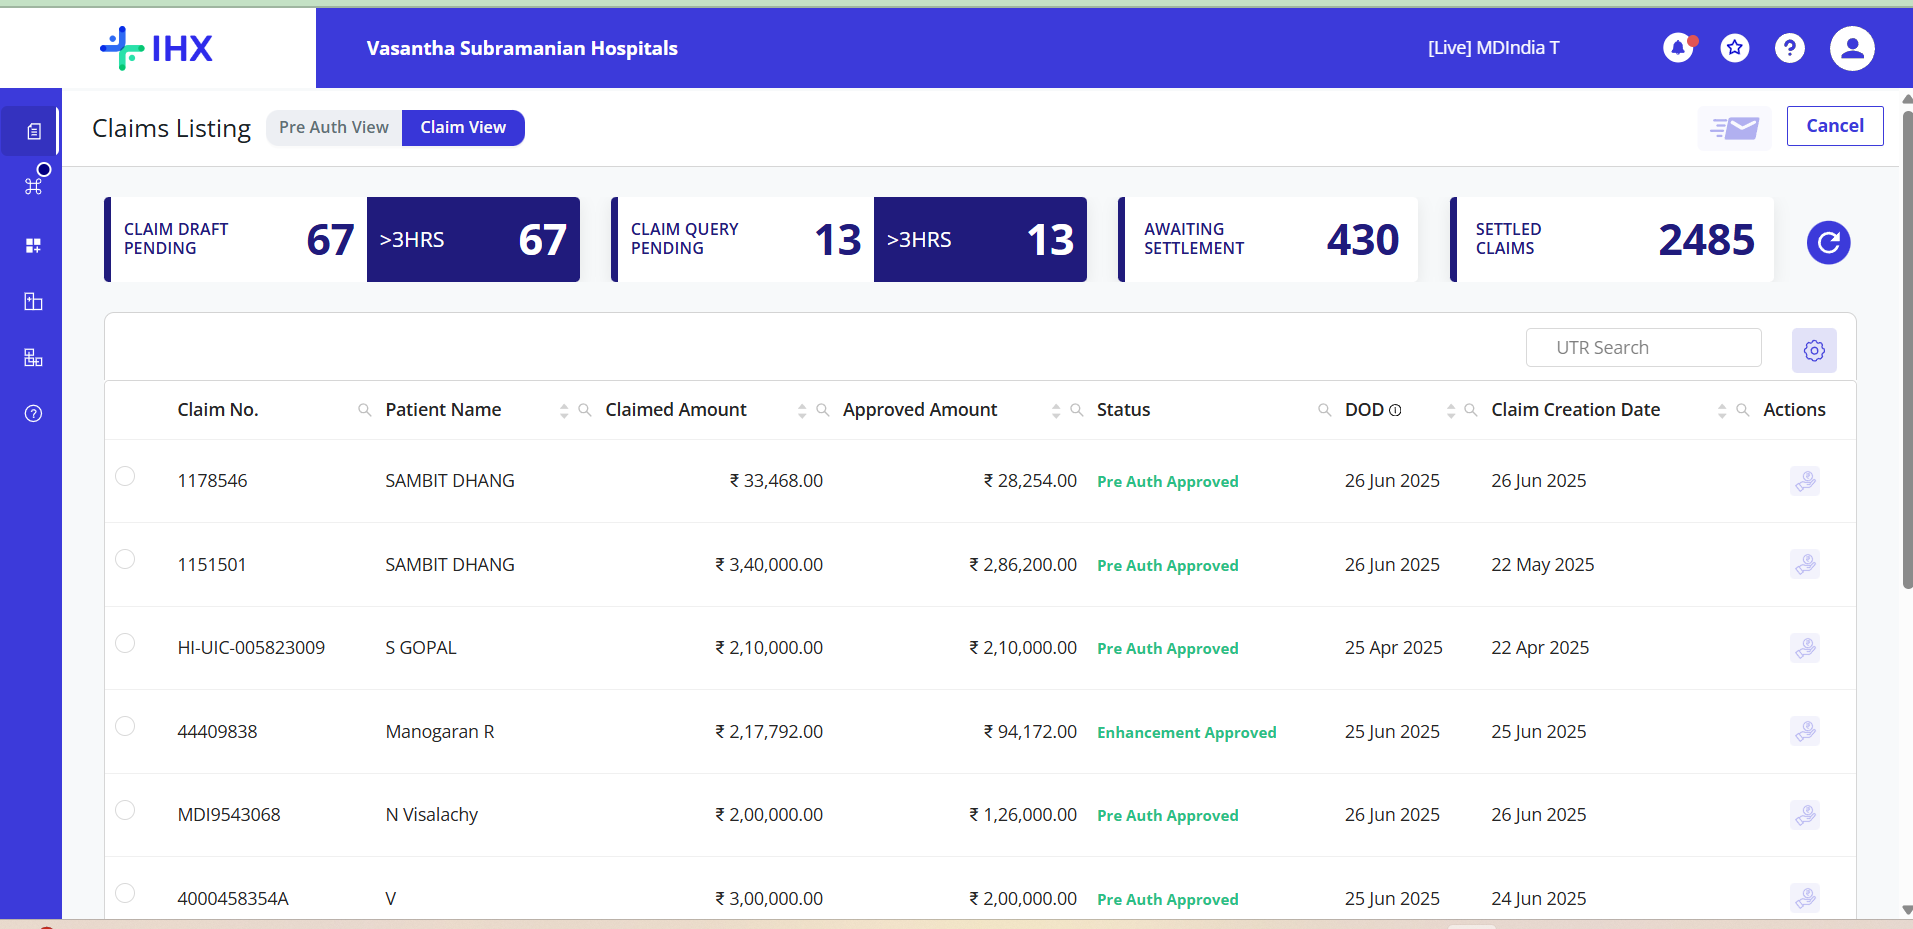 IHX
Vasantha Subramanian Hospitals
[Live] MDIndia T
Claims Listing
Pre Auth View
Claim View
Cancel
CLAIM DRAFT PENDING 67 >3HRS 67
CLAIM QUERY PENDING 13 >3HRS 13
AWAITING SETTLEMENT 430
SETTLED CLAIMS 2485
UTR Search
Claim No. Patient Name Claimed Amount Approved Amount Status DOD Claim Creation Date Actions
1178546 SAMBIT DHANG ₹ 33,468.00 ₹ 28,254.00 Pre Auth Approved 26 Jun 2025 26 Jun 2025
1151501 SAMBIT DHANG ₹ 3,40,000.00 ₹ 2,86,200.00 Pre Auth Approved 26 Jun 2025 22 May 2025
HI-UIC-005823009 S GOPAL ₹ 2,10,000.00 ₹ 2,10,000.00 Pre Auth Approved 25 Apr 2025 22 Apr 2025
44409838 Manogaran R ₹ 2,17,792.00 ₹ 94,172.00 Enhancement Approved 25 Jun 2025 25 Jun 2025
MDI9543068 N Visalachy ₹ 2,00,000.00 ₹ 1,26,000.00 Pre Auth Approved 26 Jun 2025 26 Jun 2025
4000458354A V ₹ 3,00,000.00 ₹ 2,00,000.00 Pre Auth Approved 25 Jun 2025 24 Jun 2025